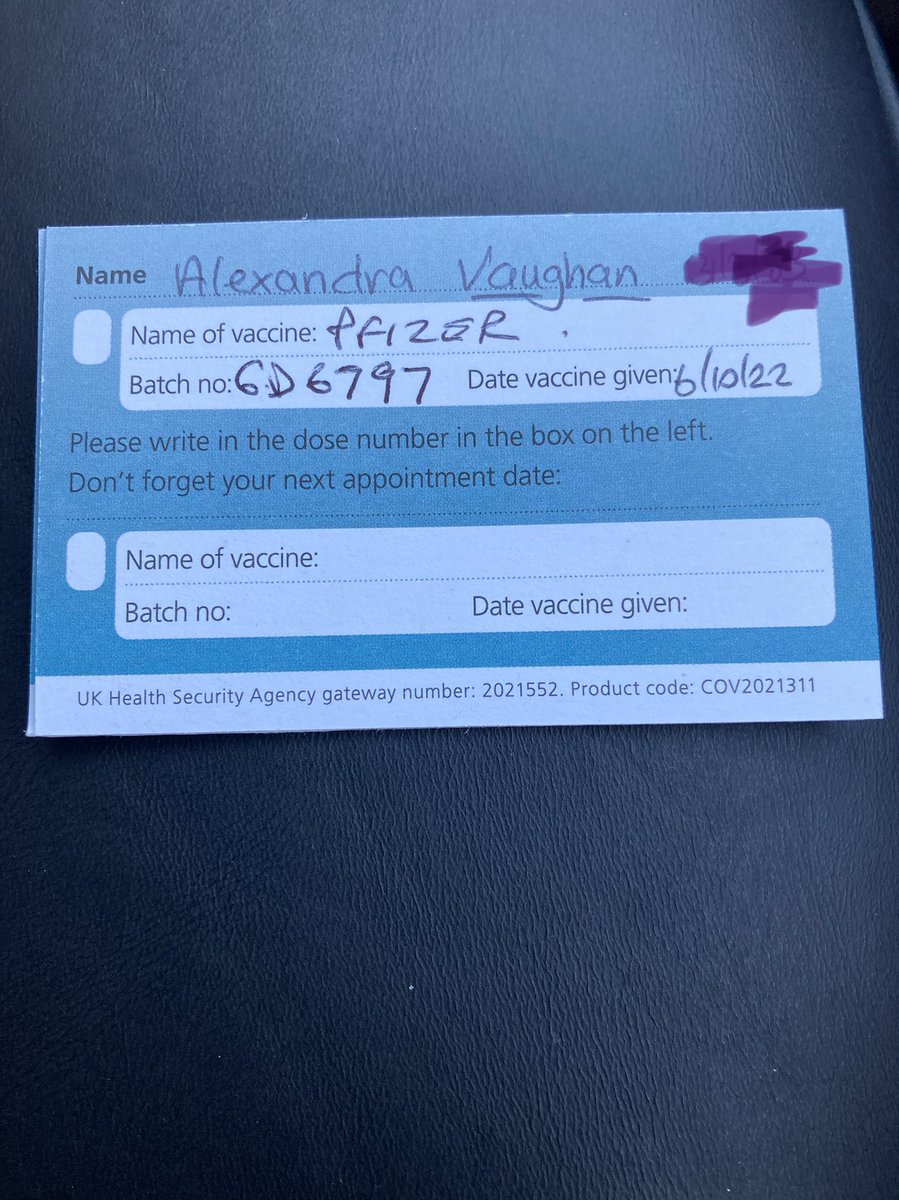 Name Alexandra Vaughan
Name of vaccine: PFIZER .
Batch no: GD6797 Date vaccine given: 6/10/22
Please write in the dose number in the box on the left.
Don't forget your next appointment date:
Name of vaccine:
Batch no: Date vaccine given:
UK Health Security Agency gateway number: 2021552. Product code: COV2021311